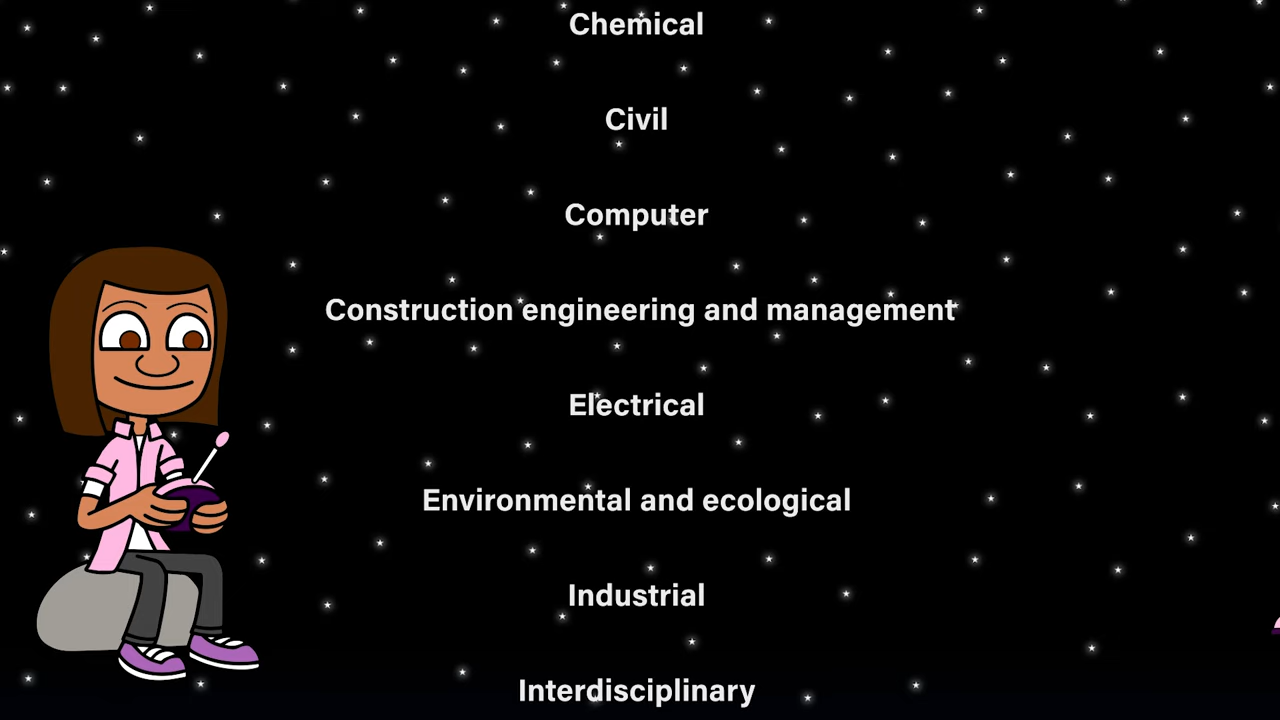 Chemical
Civil
Computer
Construction engineering and management
Electrical
Environmental and ecological
Industrial
Interdisciplinary